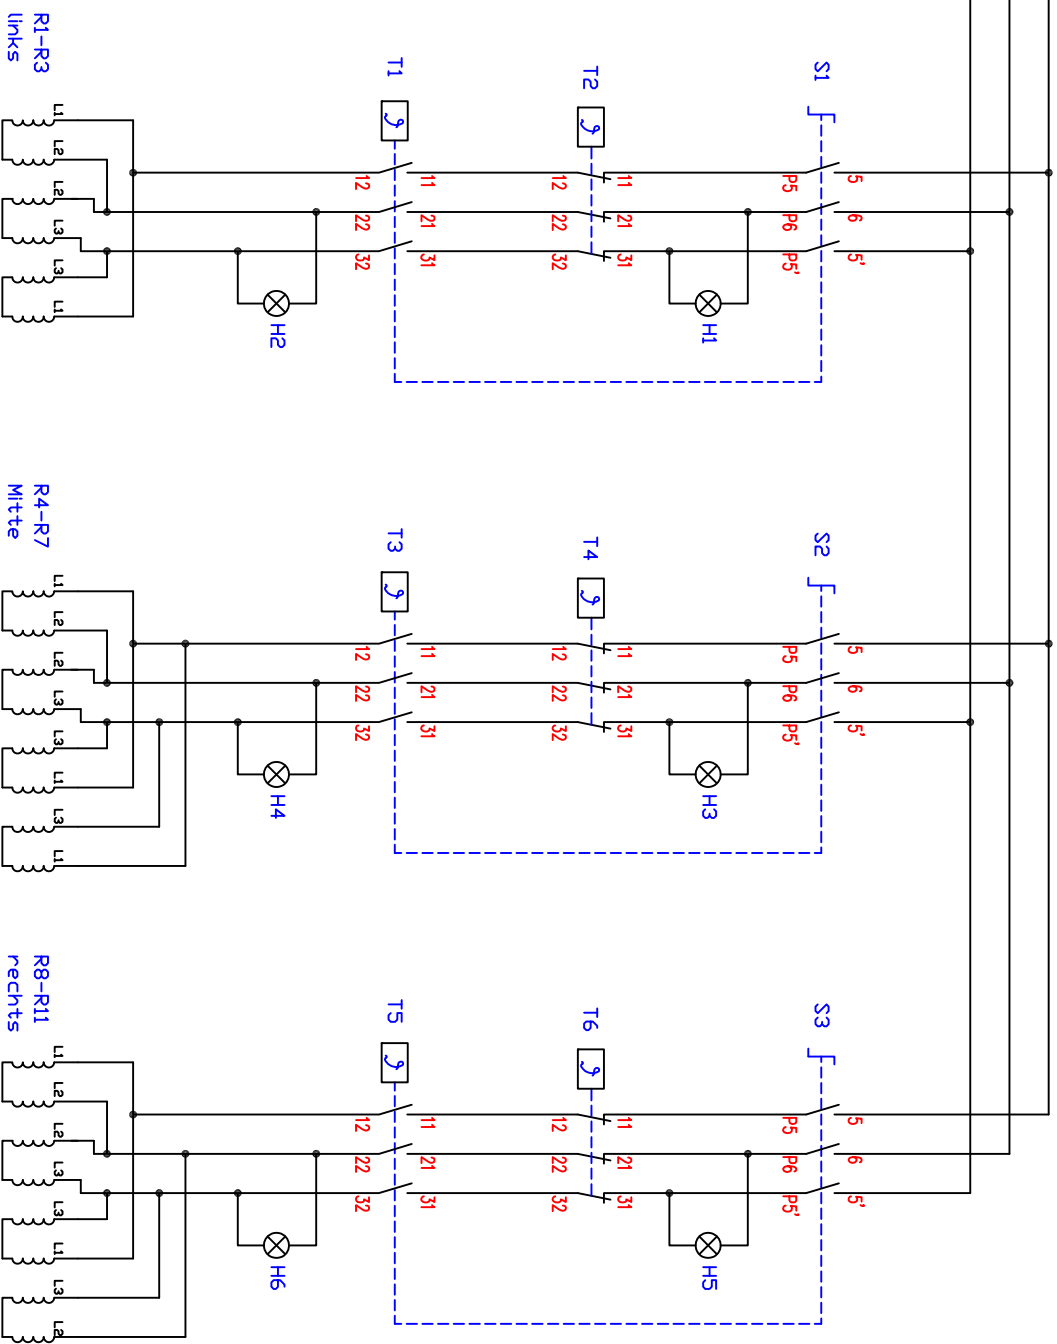 S1
5
6
5'
P5
P6
P5'
H1
T2
11
21
31
12
22
32
T1
11
21
31
12
22
32
H2
R1-R3
links
L1
L2
L2
L3
L3
L1
S2
5
6
5'
P5
P6
P5'
H3
T4
11
21
31
12
22
32
T3
11
21
31
12
22
32
H4
R4-R7
Mitte
L1
L2
L2
L3
L3
L1
L3
L1
S3
5
6
5'
P5
P6
P5'
H5
T6
11
21
31
12
22
32
T5
11
21
31
12
22
32
H6
R8-R11
rechts
L1
L2
L2
L3
L3
L1
L3
L2